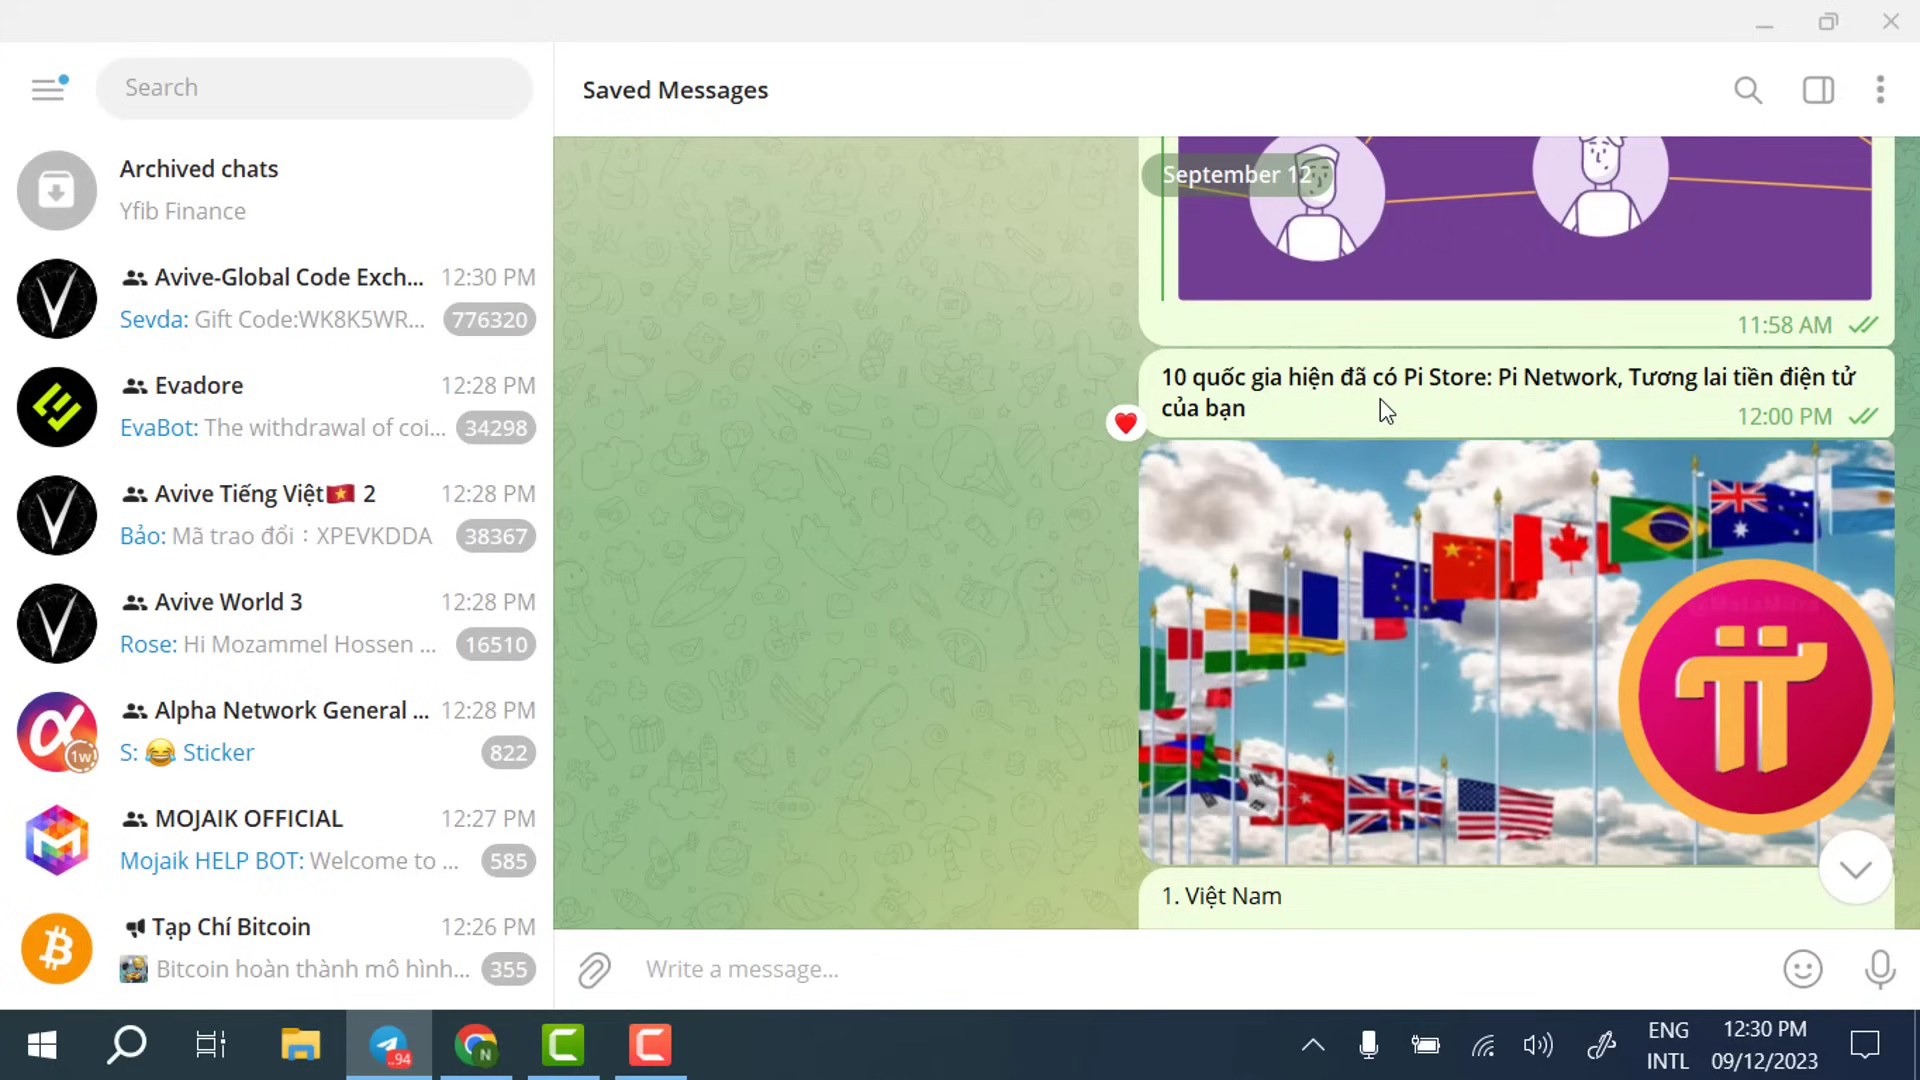 Search
Archived chats
Yfib Finance
Avive-Global Code Exch... 12:30 PM
Sevda: Gift Code:WK8K5WR... 776320
Evadore 12:28 PM
EvaBot: The withdrawal of coi... 34298
Avive Tiếng Việt🇻🇳 2 12:28 PM
Bảo: Mã trao đổi：XPEVKDDA 38367
Avive World 3 12:28 PM
Rose: Hi Mozammel Hossen ... 16510
Alpha Network General ... 12:28 PM
1w
S: 😂 Sticker 822
MOJAIK OFFICIAL 12:27 PM
Mojaik HELP BOT: Welcome to ... 585
Tạp Chí Bitcoin 12:26 PM
Bitcoin hoàn thành mô hình... 355
Saved Messages
September 12
11:58 AM
10 quốc gia hiện đã có Pi Store: Pi Network, Tương lai tiền điện tử
của bạn
12:00 PM
1. Việt Nam
Write a message...
..94
N
ENG
INTL
12:30 PM
09/12/2023